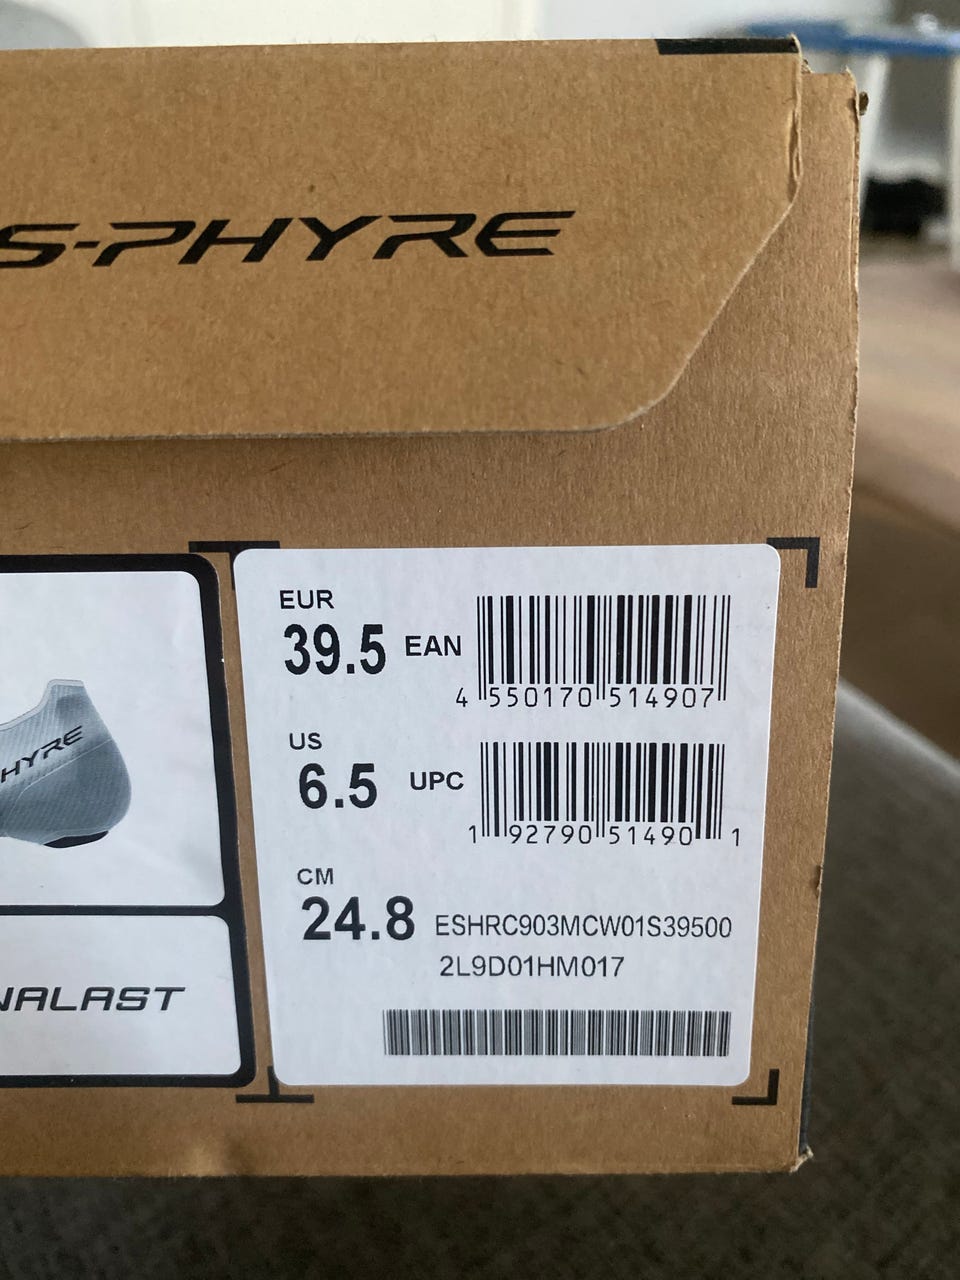 S-PHYRE
EUR
39.5 EAN
4 550170 514907
US
6.5 UPC
1 92790 51490 1
CM
24.8 ESHRC903MCW01S39500
2L9D01HM017
HYRE
NALAST